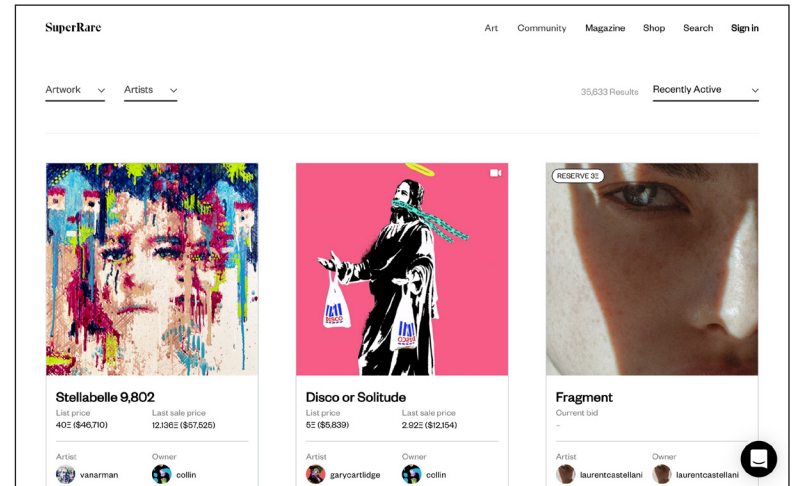 SuperRare Art Community Magazine Shop Search Sign in
Artwork Artists 35,633 Results Recently Active
RESERVE 3Ξ
DISCO
DISCO
Stellabelle 9,802 Disco or Solitude Fragment
List price Last sale price List price Last sale price Current bid
40Ξ ($46,710) 12.136Ξ ($57,525) 5Ξ ($5,839) 2.92Ξ ($12,154) –
Artist Owner Artist Owner Artist Owner
vanarman collin garycartlidge collin laurentcastellani laurentcastellani